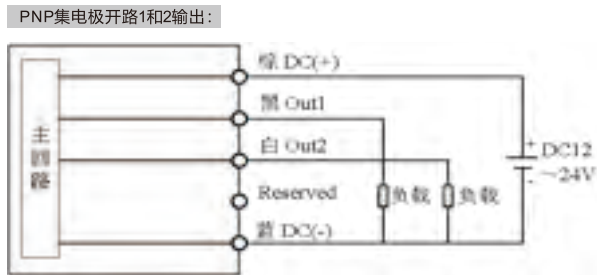 PNP集电极开路1和2输出：
棕 DC(+)
黑 Out1
白 Out2
主回路
Reserved
负载
负载
蓝 DC(-)
+ DC12
- ～24V